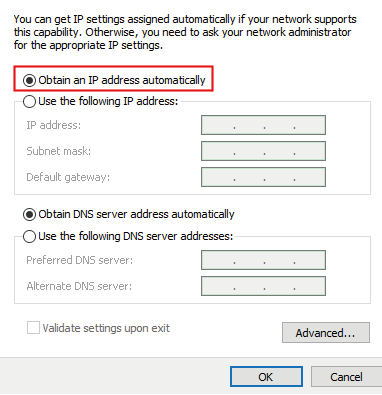 You can get IP settings assigned automatically if your network supports
this capability. Otherwise, you need to ask your network administrator
for the appropriate IP settings.
Obtain an IP address automatically
Use the following IP address:
IP address:
Subnet mask:
Default gateway:
Obtain DNS server address automatically
Use the following DNS server addresses:
Preferred DNS server:
Alternate DNS server:
Validate settings upon exit
Advanced...
OK
Cancel